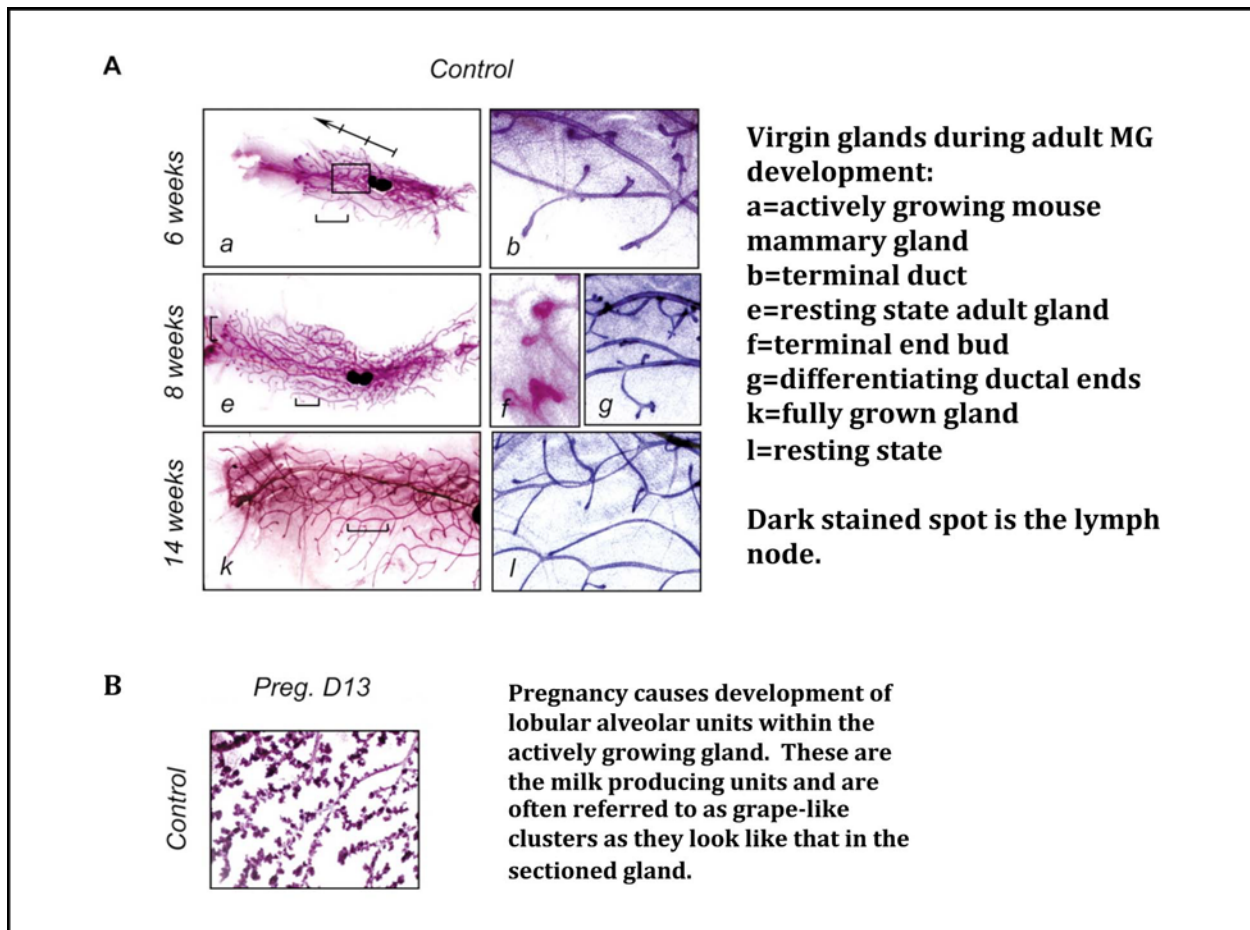 A
Control
6 weeks
a
b
8 weeks
e
f
g
14 weeks
k
l
Virgin glands during adult MG
development:
a=actively growing mouse
mammary gland
b=terminal duct
e=resting state adult gland
f=terminal end bud
g=differentiating ductal ends
k=fully grown gland
l=resting state
Dark stained spot is the lymph
node.
B
Preg. D13
Control
Pregnancy causes development of
lobular alveolar units within the
actively growing gland.  These are
the milk producing units and are
often referred to as grape-like
clusters as they look like that in the
sectioned gland.